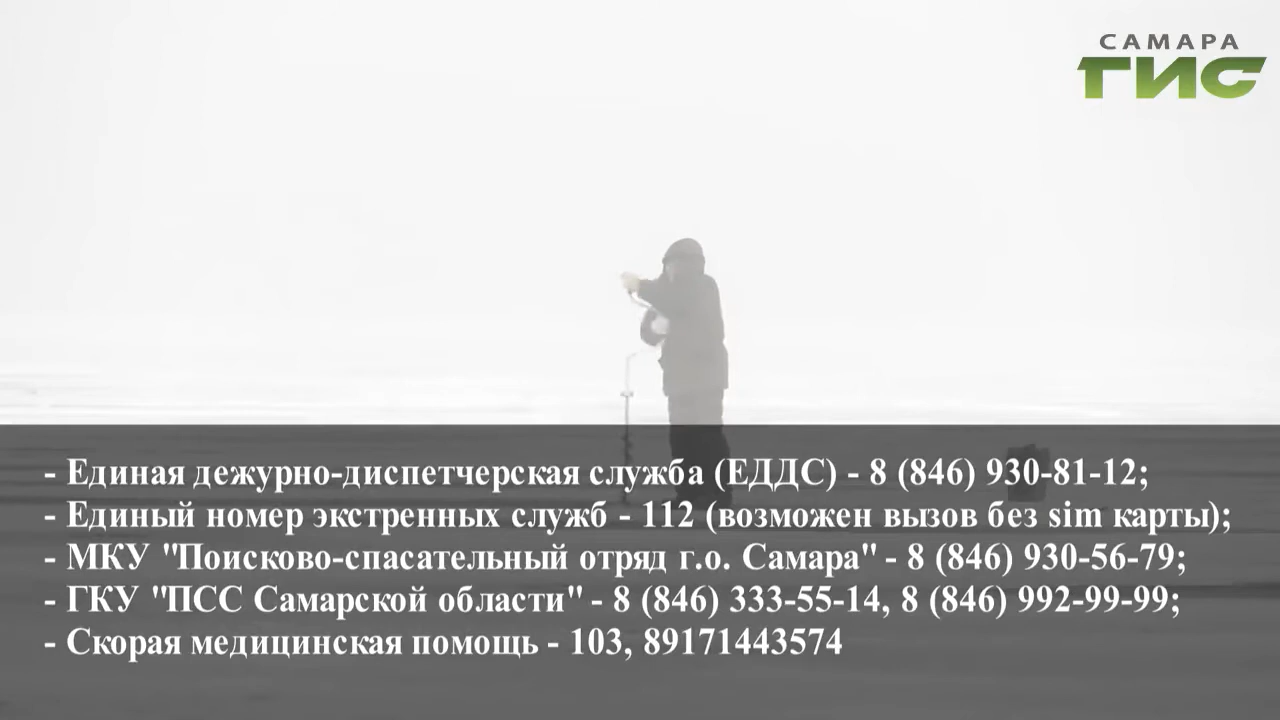 САМАРА
ГИС
- Единая дежурно-диспетчерская служба (ЕДДС) - 8 (846) 930-81-12;
- Единый номер экстренных служб - 112 (возможен вызов без sim карты);
- МКУ "Поисково-спасательный отряд г.о. Самара" - 8 (846) 930-56-79;
- ГКУ "ПСС Самарской области" - 8 (846) 333-55-14, 8 (846) 992-99-99;
- Скорая медицинская помощь - 103, 89171443574